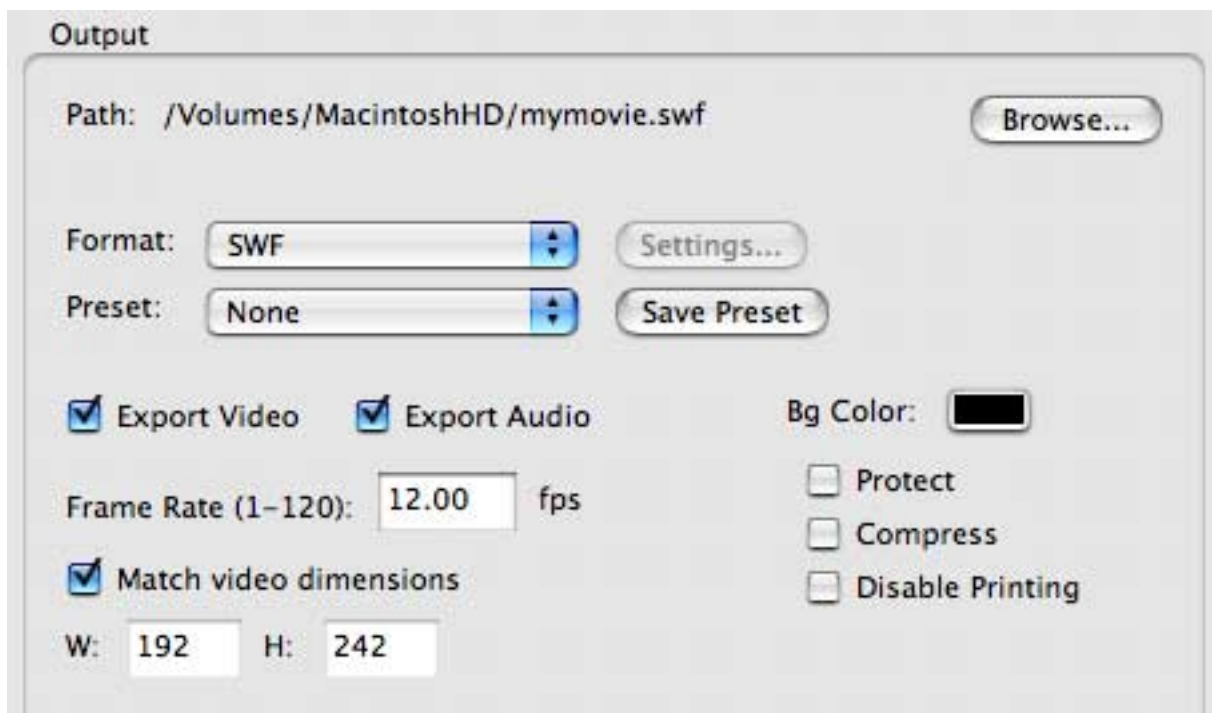 Output
Path: /Volumes/MacintoshHD/mymovie.swf Browse...
Format: SWF Settings...
Preset: None Save Preset
Export Video Export Audio Bg Color:
Protect
Frame Rate (1-120): 12.00 fps
Compress
Match video dimensions Disable Printing
W: 192 H: 242